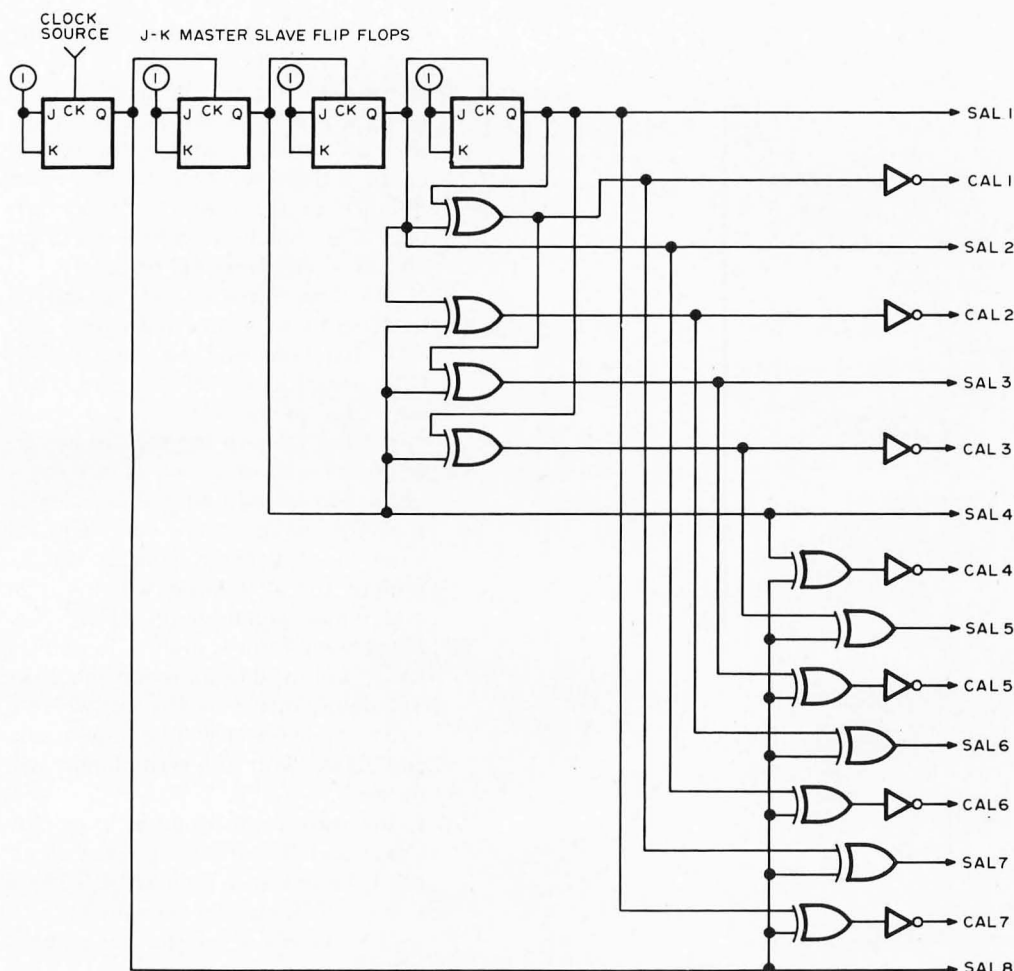 CLOCK
SOURCE
J-K MASTER SLAVE FLIP FLOPS
1 1 1 1
J CK Q J CK Q J CK Q J CK Q
K K K K
SAL 1
CAL 1
SAL 2
CAL 2
SAL 3
CAL 3
SAL 4
CAL 4
SAL 5
CAL 5
SAL 6
CAL 6
SAL 7
CAL 7
SAL 8